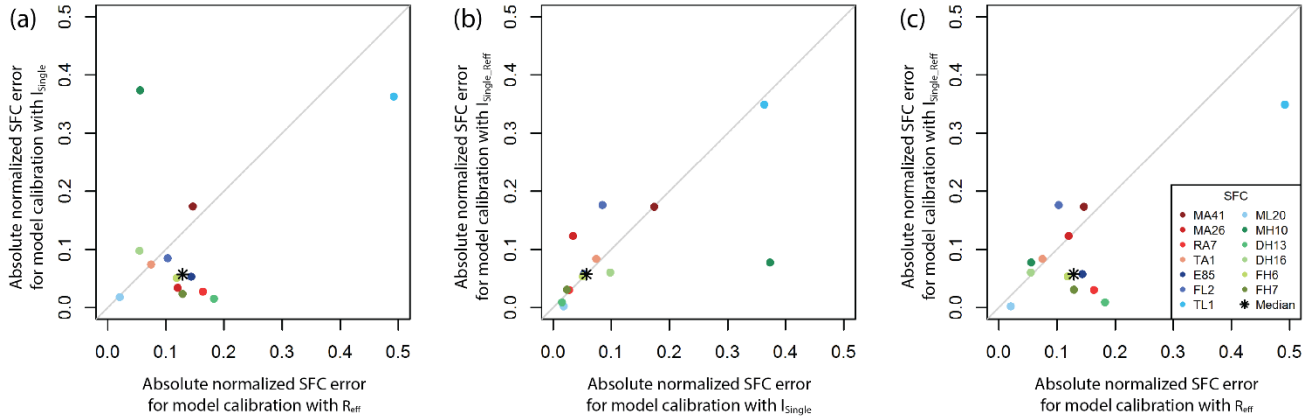 (a)
Absolute normalized SFC error
for model calibration with I_Single
0.5
0.4
0.3
0.2
0.1
0.0
0.0 0.1 0.2 0.3 0.4 0.5
Absolute normalized SFC error
for model calibration with R_eff
(b)
Absolute normalized SFC error
for model calibration with I_Single_Reff
0.5
0.4
0.3
0.2
0.1
0.0
0.0 0.1 0.2 0.3 0.4 0.5
Absolute normalized SFC error
for model calibration with I_Single
(c)
Absolute normalized SFC error
for model calibration with I_Single_Reff
0.5
0.4
0.3
0.2
0.1
0.0
0.0 0.1 0.2 0.3 0.4 0.5
Absolute normalized SFC error
for model calibration with R_eff
SFC
MA41 ML20
MA26 MH10
RA7 DH13
TA1 DH16
E85 FH6
FL2 FH7
TL1 Median